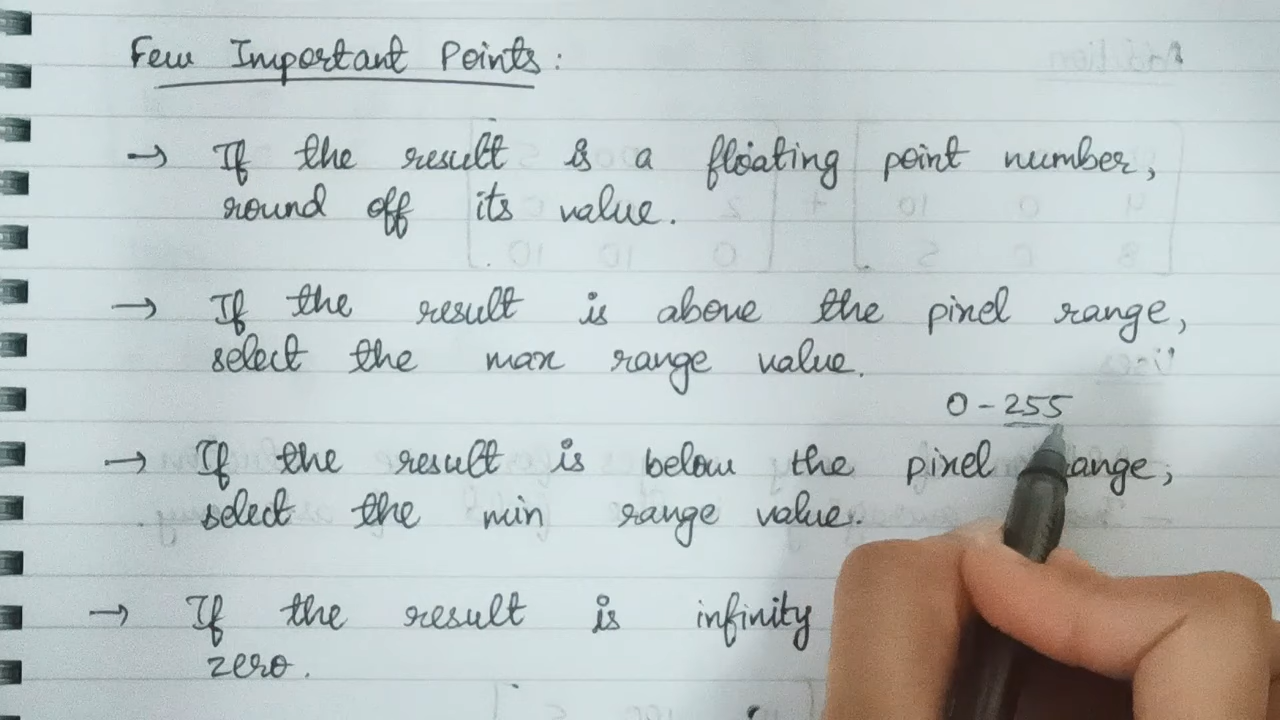 Few Important Points:
→ If the result is a floating point number,
round off its value.
→ If the result is above the pixel range,
select the max range value.
0-255
→ If the result is below the pixel range,
select the min range value.
→ If the result is infinity
zero.